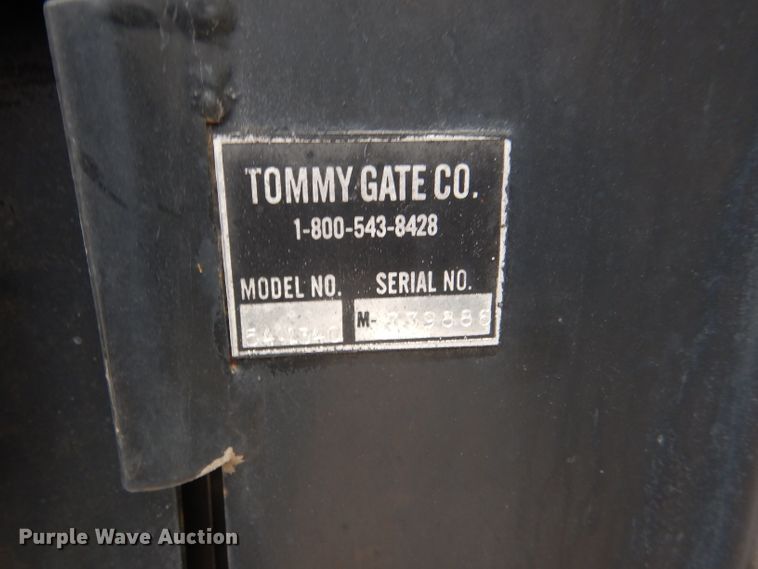 TOMMY GATE CO.
1-800-543-8428
MODEL NO. SERIAL NO.
M-
Purple Wave Auction